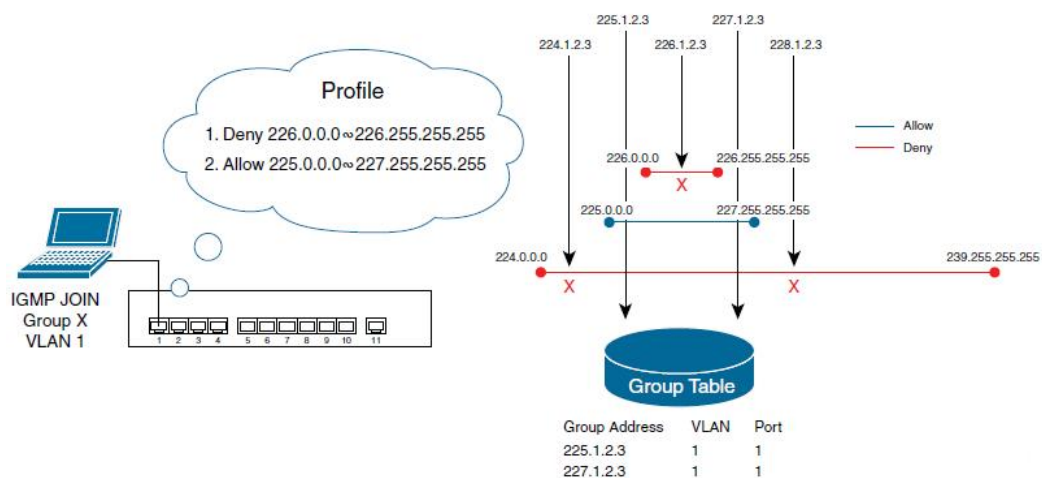 Profile
1. Deny 226.0.0.0∾226.255.255.255
2. Allow 225.0.0.0∾227.255.255.255
IGMP JOIN
Group X
VLAN 1
1 2 3 4 5 6 7 8 9 10 11
225.1.2.3 227.1.2.3
224.1.2.3 226.1.2.3 228.1.2.3
Allow
Deny
226.0.0.0 226.255.255.255
X
225.0.0.0 227.255.255.255
224.0.0.0 239.255.255.255
X X
Group Table
Group Address VLAN Port
225.1.2.3 1 1
227.1.2.3 1 1